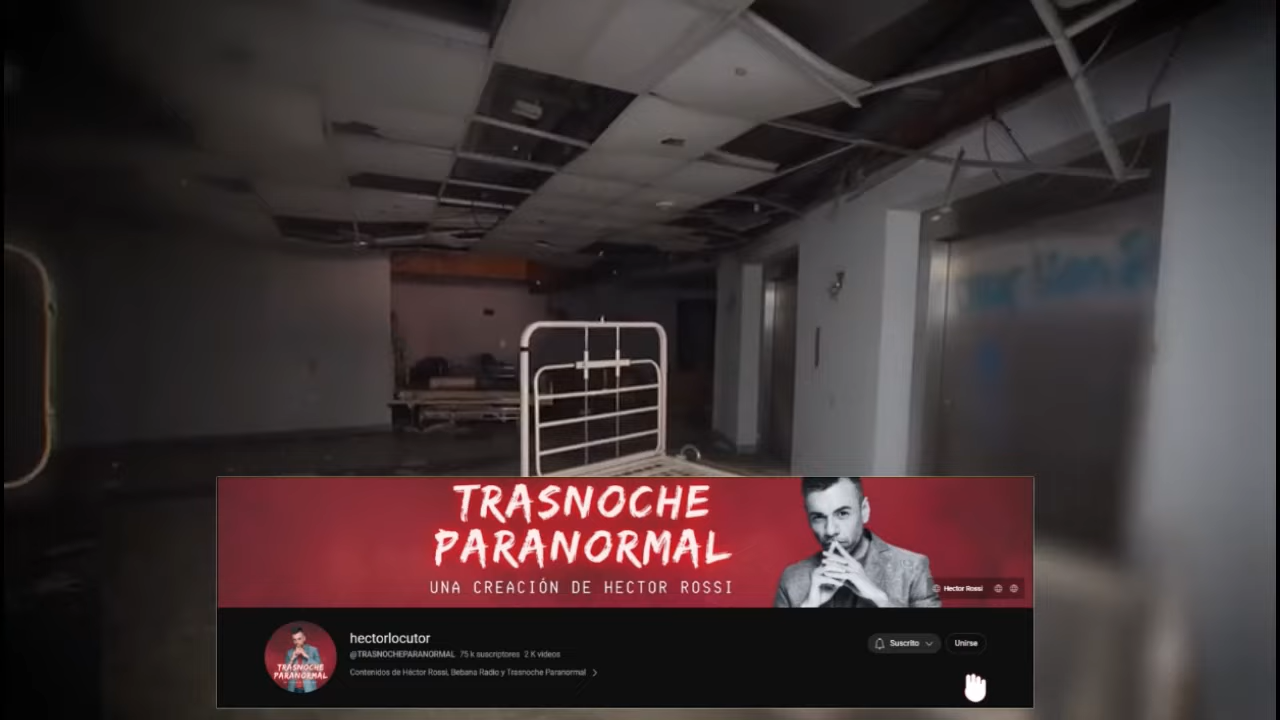 TRASNOCHE
PARANORMAL
UNA CREACIÓN DE HECTOR ROSSI
Hector Rossi
hectorlocutor
@TRASNOCHEPARANORMAL 75 k suscriptores 2 K videos
Contenidos de Héctor Rossi, Bebana Radio y Trasnoche Paranormal
Suscrito
Unirse
TRASNOCHE
PARANORMAL